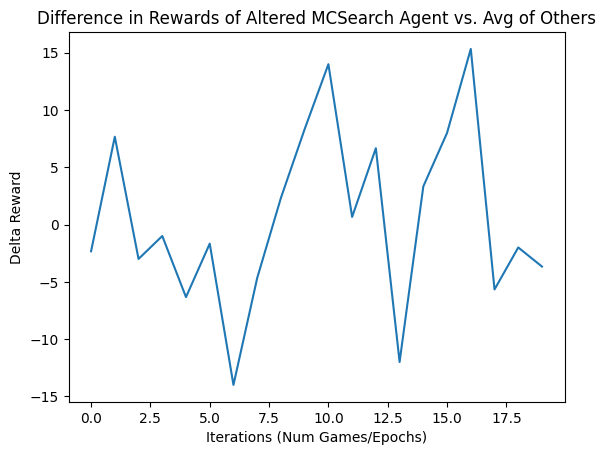 Difference in Rewards of Altered MCSearch Agent vs. Avg of Others
15
10
5
0
−5
−10
−15
Delta Reward
0.0 2.5 5.0 7.5 10.0 12.5 15.0 17.5
Iterations (Num Games/Epochs)